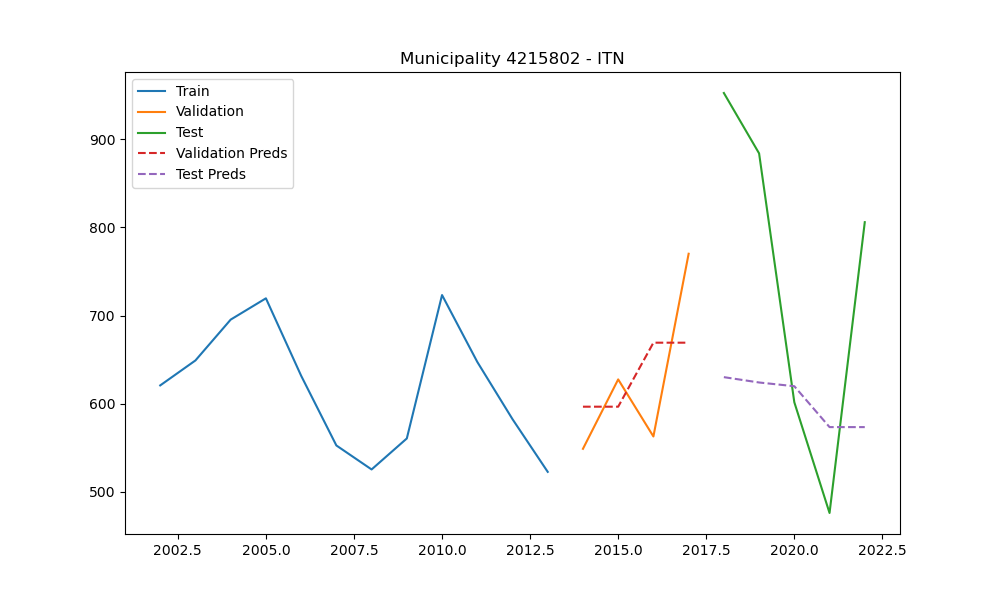 Municipality 4215802 - ITN
Train
Validation
Test
Validation Preds
Test Preds
900
800
700
600
500
2002.5 2005.0 2007.5 2010.0 2012.5 2015.0 2017.5 2020.0 2022.5